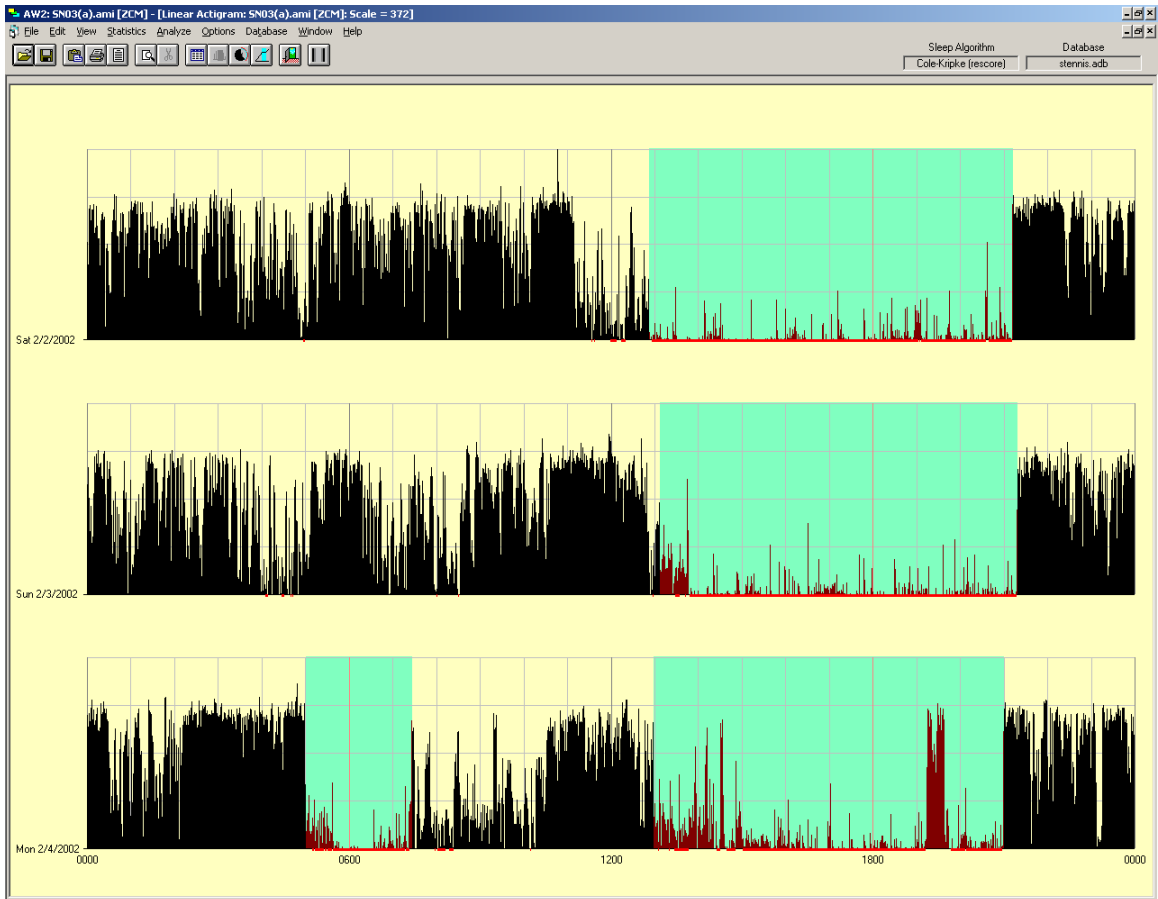 AW2: SN03(a).ami [ZCM] - [Linear Actigram: SN03(a).ami [ZCM]: Scale = 372]
File Edit View Statistics Analyze Options Database Window Help
Sleep Algorithm Database
Cole-Kripke (rescore) stennis.adb
Sat 2/2/2002
Sun 2/3/2002
Mon 2/4/2002
0000 0600 1200 1800 0000